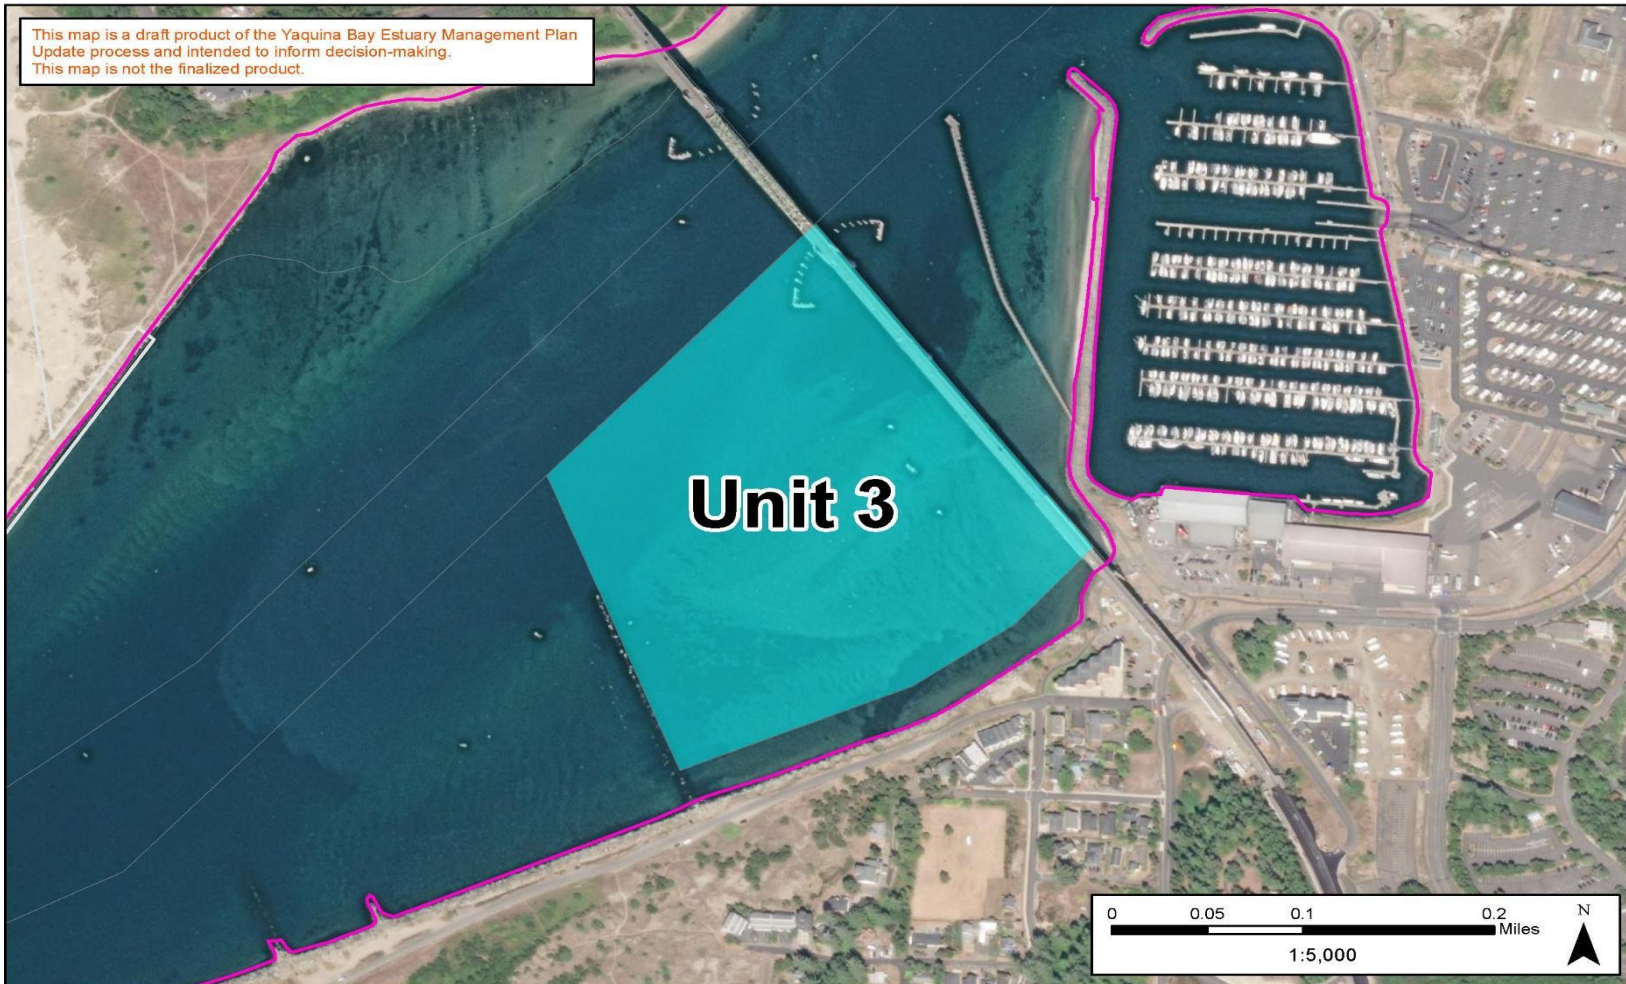 This map is a draft product of the Yaquina Bay Estuary Management Plan
Update process and intended to inform decision-making.
This map is not the finalized product.
Unit 3
0 0.05 0.1 0.2
Miles
1:5,000
N